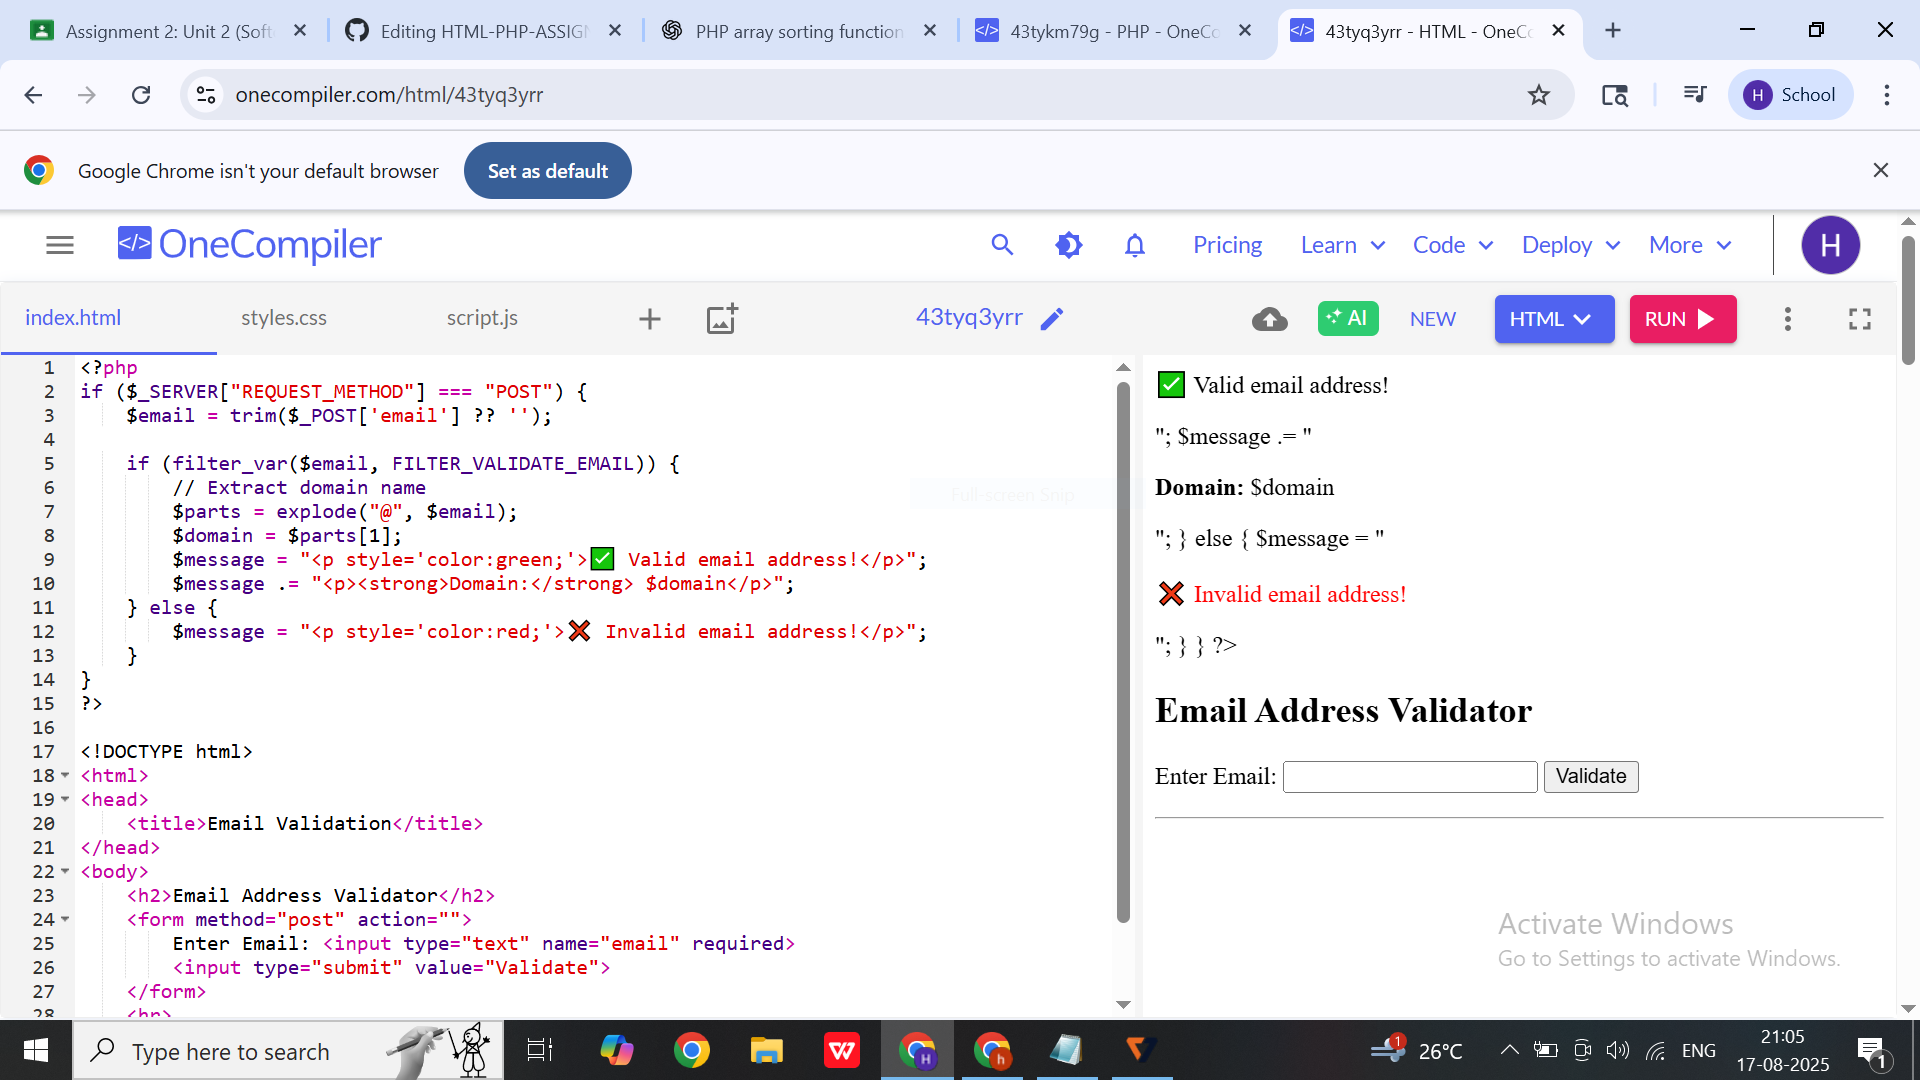 Assignment 2: Unit 2 (Soft
Editing HTML-PHP-ASSIGN
PHP array sorting function
43tykm79g - PHP - OneCo
43tyq3yrr - HTML - OneCo
onecompiler.com/html/43tyq3yrr
H School
Google Chrome isn't your default browser
Set as default
</> OneCompiler
Pricing
Learn
Code
Deploy
More
H
index.html
styles.css
script.js
43tyq3yrr
AI
NEW
HTML
RUN
1 <?php
2 if ($_SERVER["REQUEST_METHOD"] === "POST") {
3 $email = trim($_POST['email'] ?? '');
4
5 if (filter_var($email, FILTER_VALIDATE_EMAIL)) {
6 // Extract domain name
7 $parts = explode("@", $email);
8 $domain = $parts[1];
9 $message = "<p style='color:green;'>✅ Valid email address!</p>";
10 $message .= "<p><strong>Domain:</strong> $domain</p>";
11 } else {
12 $message = "<p style='color:red;'>❌ Invalid email address!</p>";
13 }
14 }
15 ?>
16
17 <!DOCTYPE html>
18 <html>
19 <head>
20 <title>Email Validation</title>
21 </head>
22 <body>
23 <h2>Email Address Validator</h2>
24 <form method="post" action="">
25 Enter Email: <input type="text" name="email" required>
26 <input type="submit" value="Validate">
27 </form>
28 <hr>
Full-screen Snip
✅ Valid email address!
"; $message .= "
Domain: $domain
"; } else { $message = "
❌ Invalid email address!
"; } } ?>
Email Address Validator
Enter Email:
Validate
Activate Windows
Go to Settings to activate Windows.
Type here to search
W
H
h
1
26°C
ENG
21:05
17-08-2025
1